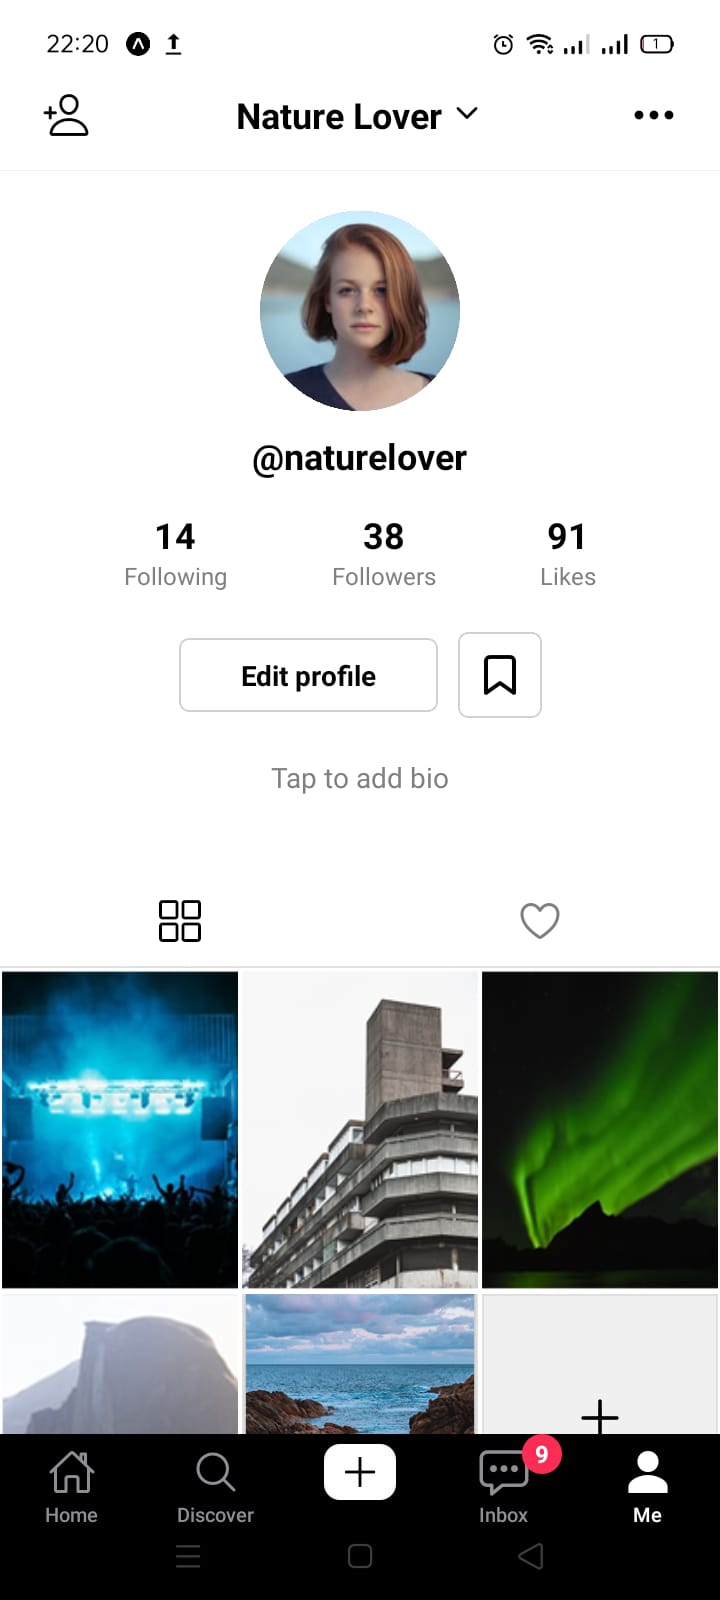 22:20
1
Nature Lover
@naturelover
14 38 91
Following Followers Likes
Edit profile
Tap to add bio
9
Home Discover Inbox Me